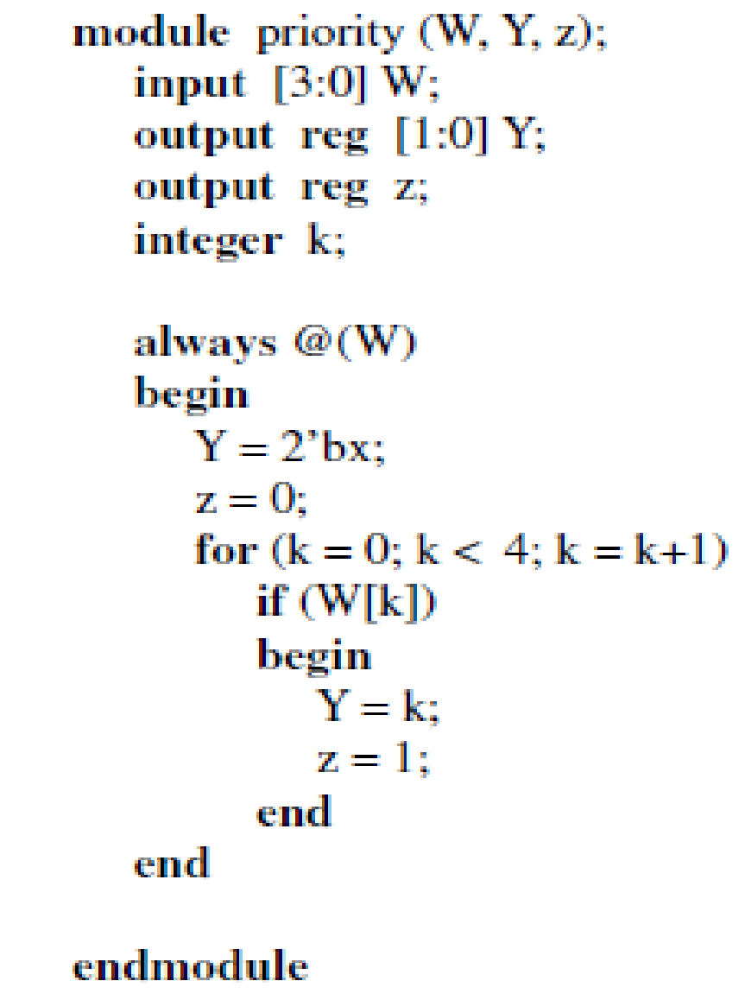 module priority (W, Y, z);
input [3:0] W;
output reg [1:0] Y;
output reg z;
integer k;
always @(W)
begin
Y = 2’bx;
z = 0;
for (k = 0; k < 4; k = k+1)
if (W[k])
begin
Y = k;
z = 1;
end
end
endmodule